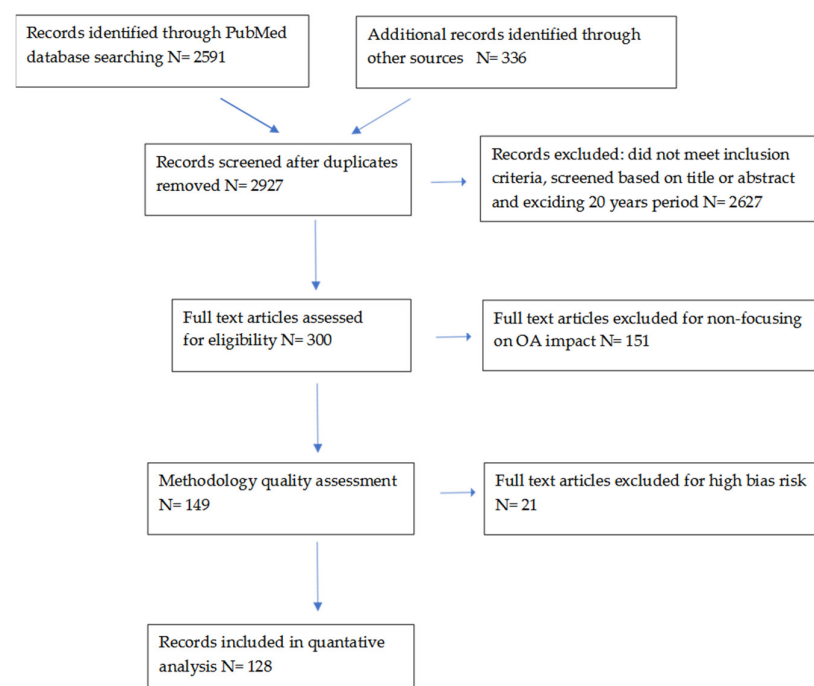 Records identified through PubMed
database searching N= 2591
Additional records identified through
other sources N= 336
Records screened after duplicates
removed N= 2927
Records excluded: did not meet inclusion
criteria, screened based on title or abstract
and exciding 20 years period N= 2627
Full text articles assessed
for eligibility N= 300
Full text articles excluded for non-focusing
on OA impact N= 151
Methodology quality assessment
N= 149
Full text articles excluded for high bias risk
N= 21
Records included in quantative
analysis N= 128